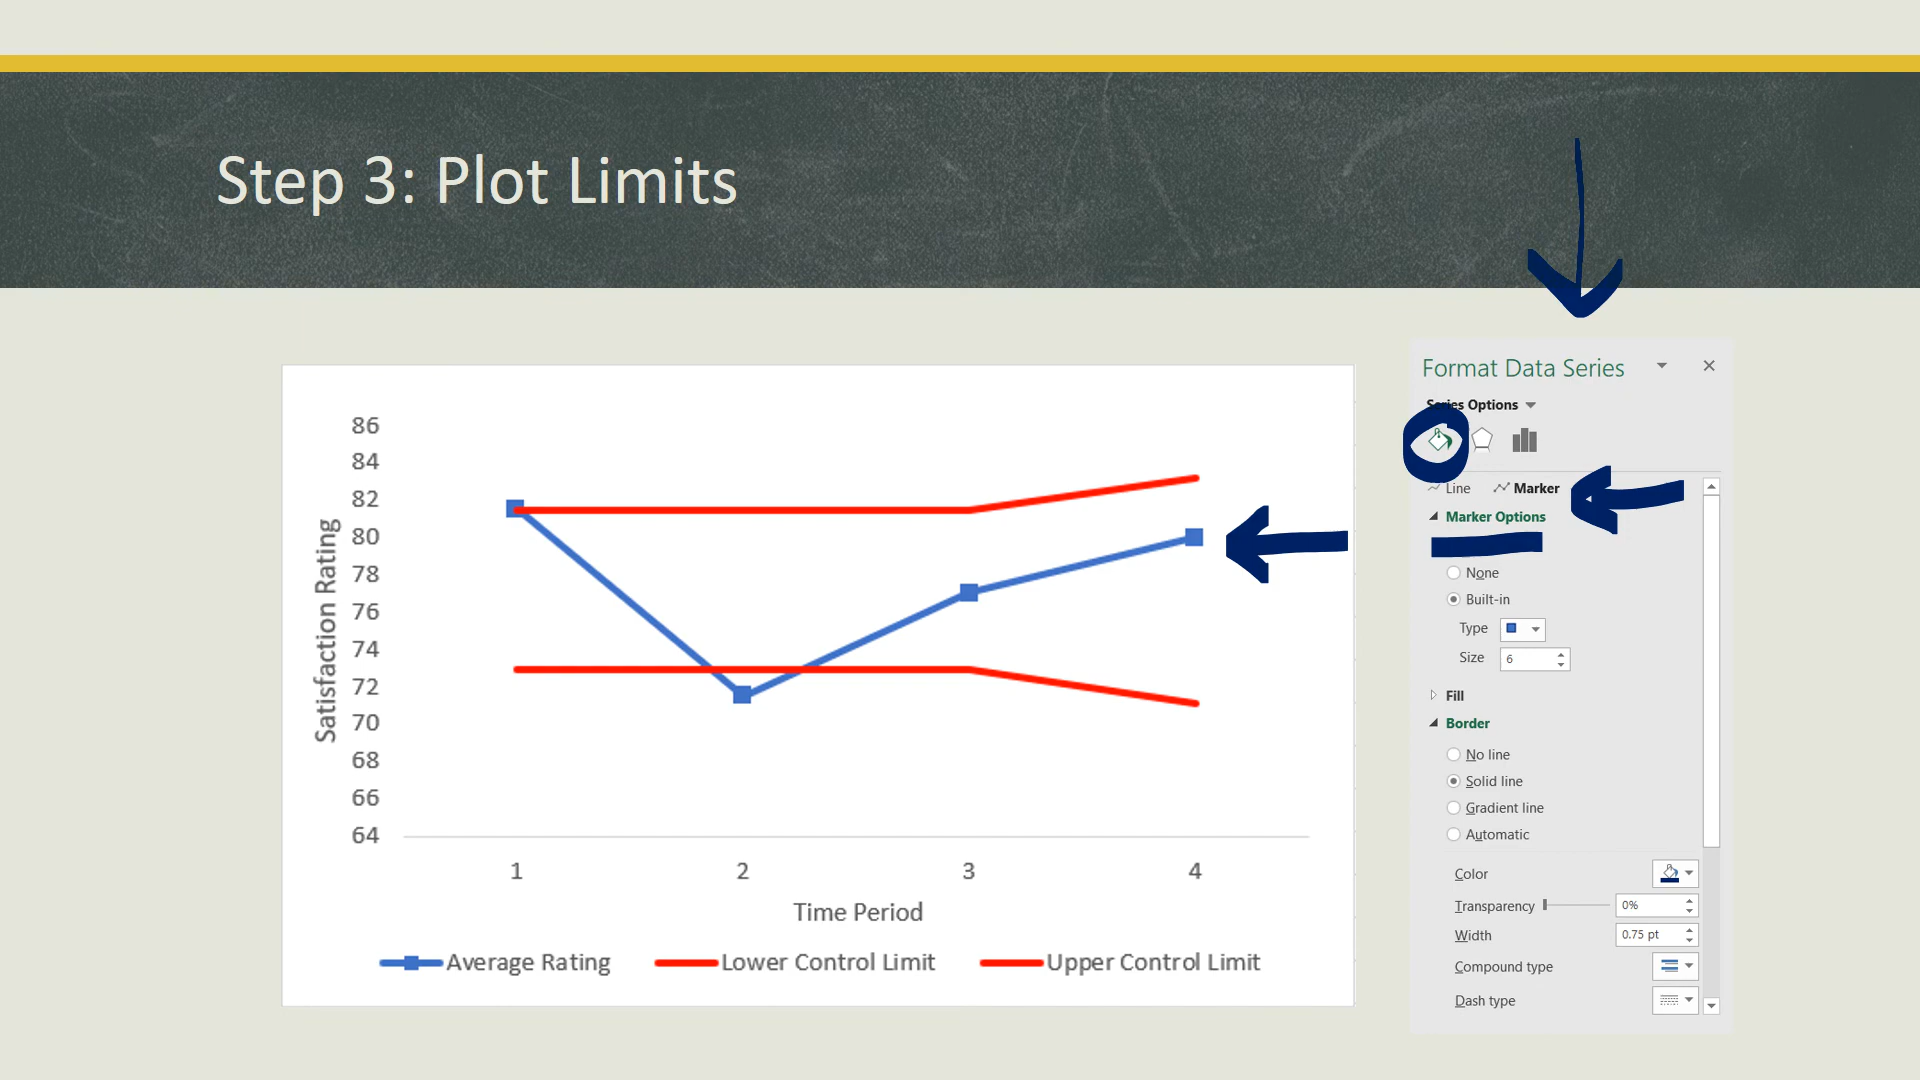 Step 3: Plot Limits
86
84
82
80
78
76
74
72
70
68
66
64
Satisfaction Rating
1 2 3 4
Time Period
Average Rating Lower Control Limit Upper Control Limit
Format Data Series
Series Options
Line Marker
Marker Options
None
Built-in
Type
Size 6
Fill
Border
No line
Solid line
Gradient line
Automatic
Color
Transparency 0%
Width 0.75 pt
Compound type
Dash type